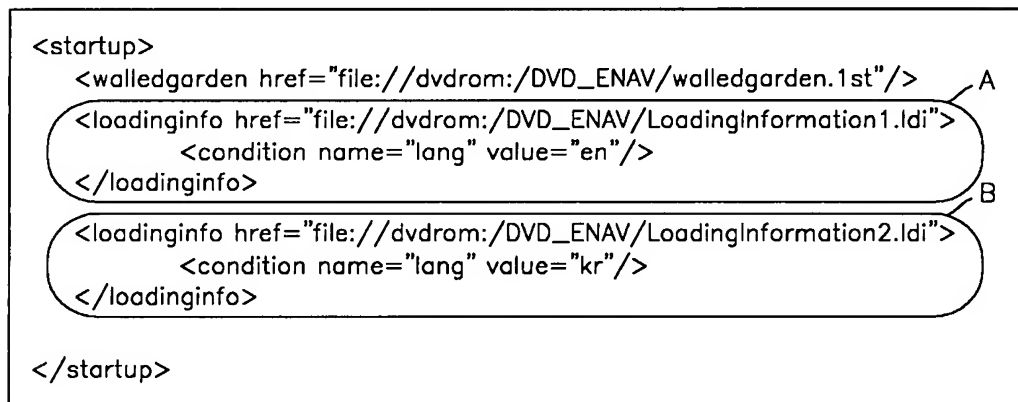 <startup>
<walledgarden href="file://dvdrom:/DVD_ENAV/walledgarden.1st"/>
A
<loadinginfo href="file://dvdrom:/DVD_ENAV/LoadingInformation1.ldi">
<condition name="lang" value="en"/>
</loadinginfo>
B
<loadinginfo href="file://dvdrom:/DVD_ENAV/LoadingInformation2.ldi">
<condition name="lang" value="kr"/>
</loadinginfo>
</startup>